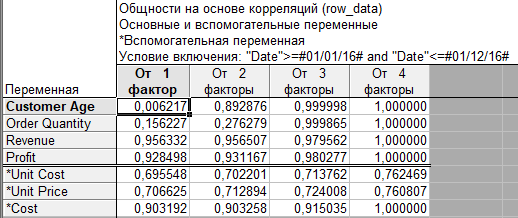 Общности на основе корреляций (row_data)
Основные и вспомогательные переменные
*Вспомогательная переменная
Условие включения: "Date">=#01/01/16# and "Date"<=#01/12/16#
Переменная От 1 фактор От 2 факторы От 3 факторы От 4 факторы
Customer Age 0,006217 0,892876 0,999998 1,000000
Order Quantity 0,156227 0,276279 0,999865 1,000000
Revenue 0,956332 0,956507 0,979562 1,000000
Profit 0,928498 0,931167 0,980277 1,000000
*Unit Cost 0,695548 0,702201 0,713762 0,762469
*Unit Price 0,706625 0,712894 0,724008 0,760807
*Cost 0,903192 0,903258 0,915035 1,000000